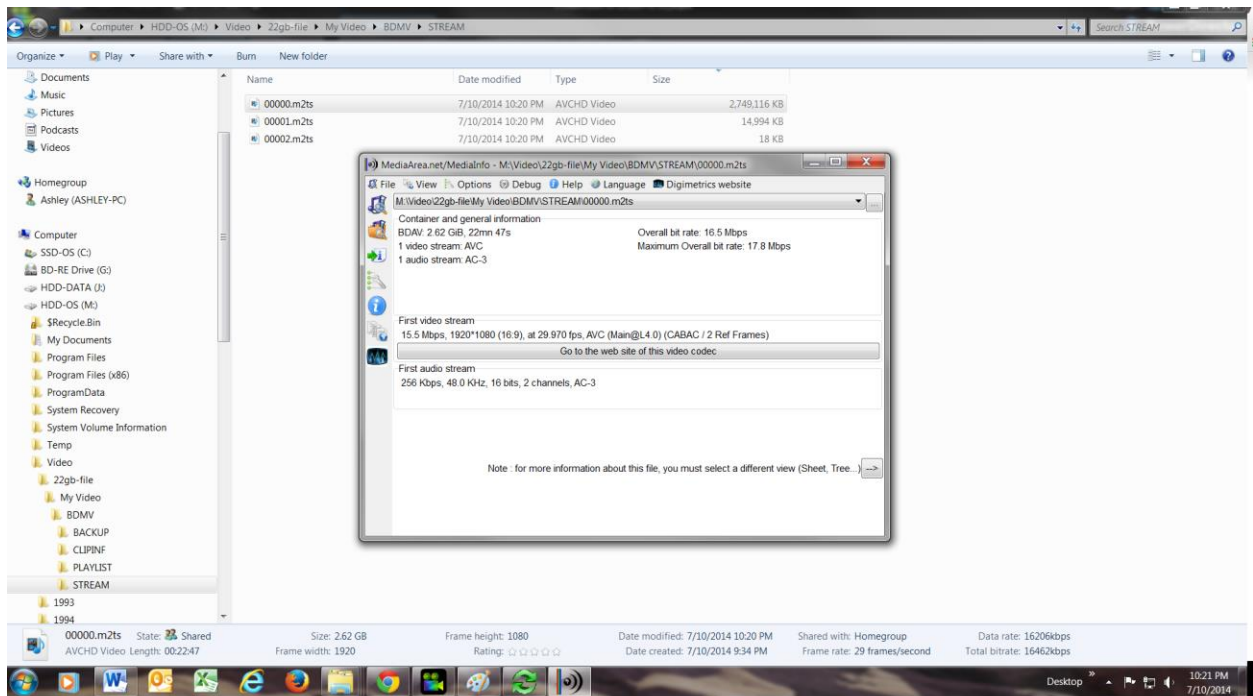 Computer HDD-OS (M:) Video 22gb-file My Video BDMV STREAM Search STREAM
Organize Play Share with Burn New folder
Name Date modified Type Size
00000.m2ts 7/10/2014 10:20 PM AVCHD Video 2,749,116 KB
00001.m2ts 7/10/2014 10:20 PM AVCHD Video 14,994 KB
00002.m2ts 7/10/2014 10:20 PM AVCHD Video 18 KB
Documents
Music
Pictures
Podcasts
Videos
Homegroup
Ashley (ASHLEY-PC)
Computer
SSD-OS (C:)
BD-RE Drive (G:)
HDD-DATA (J:)
HDD-OS (M:)
$Recycle.Bin
My Documents
Program Files
Program Files (x86)
ProgramData
System Recovery
System Volume Information
Temp
Video
22gb-file
My Video
BDMV
BACKUP
CLIPINF
PLAYLIST
STREAM
1993
1994
MediaArea.net/MediaInfo - M:\Video\22gb-file\My Video\BDMV\STREAM\00000.m2ts
File View Options Debug Help Language Digimetrics website
M:\Video\22gb-file\My Video\BDMV\STREAM\00000.m2ts ...
Container and general information
BDAV: 2.62 GiB, 22mn 47s Overall bit rate: 16.5 Mbps
1 video stream: AVC Maximum Overall bit rate: 17.8 Mbps
1 audio stream: AC-3
First video stream
15.5 Mbps, 1920*1080 (16:9), at 29.970 fps, AVC (Main@L4.0) (CABAC / 2 Ref Frames)
Go to the web site of this video codec
First audio stream
256 Kbps, 48.0 KHz, 16 bits, 2 channels, AC-3
Note : for more information about this file, you must select a different view (Sheet, Tree...) -->
00000.m2ts State: Shared Size: 2.62 GB Frame height: 1080 Date modified: 7/10/2014 10:20 PM Shared with: Homegroup Data rate: 16206kbps
AVCHD Video Length: 00:22:47 Frame width: 1920 Rating: ☆☆☆☆☆ Date created: 7/10/2014 9:34 PM Frame rate: 29 frames/second Total bitrate: 16462kbps
Desktop » 10:21 PM
7/10/2014